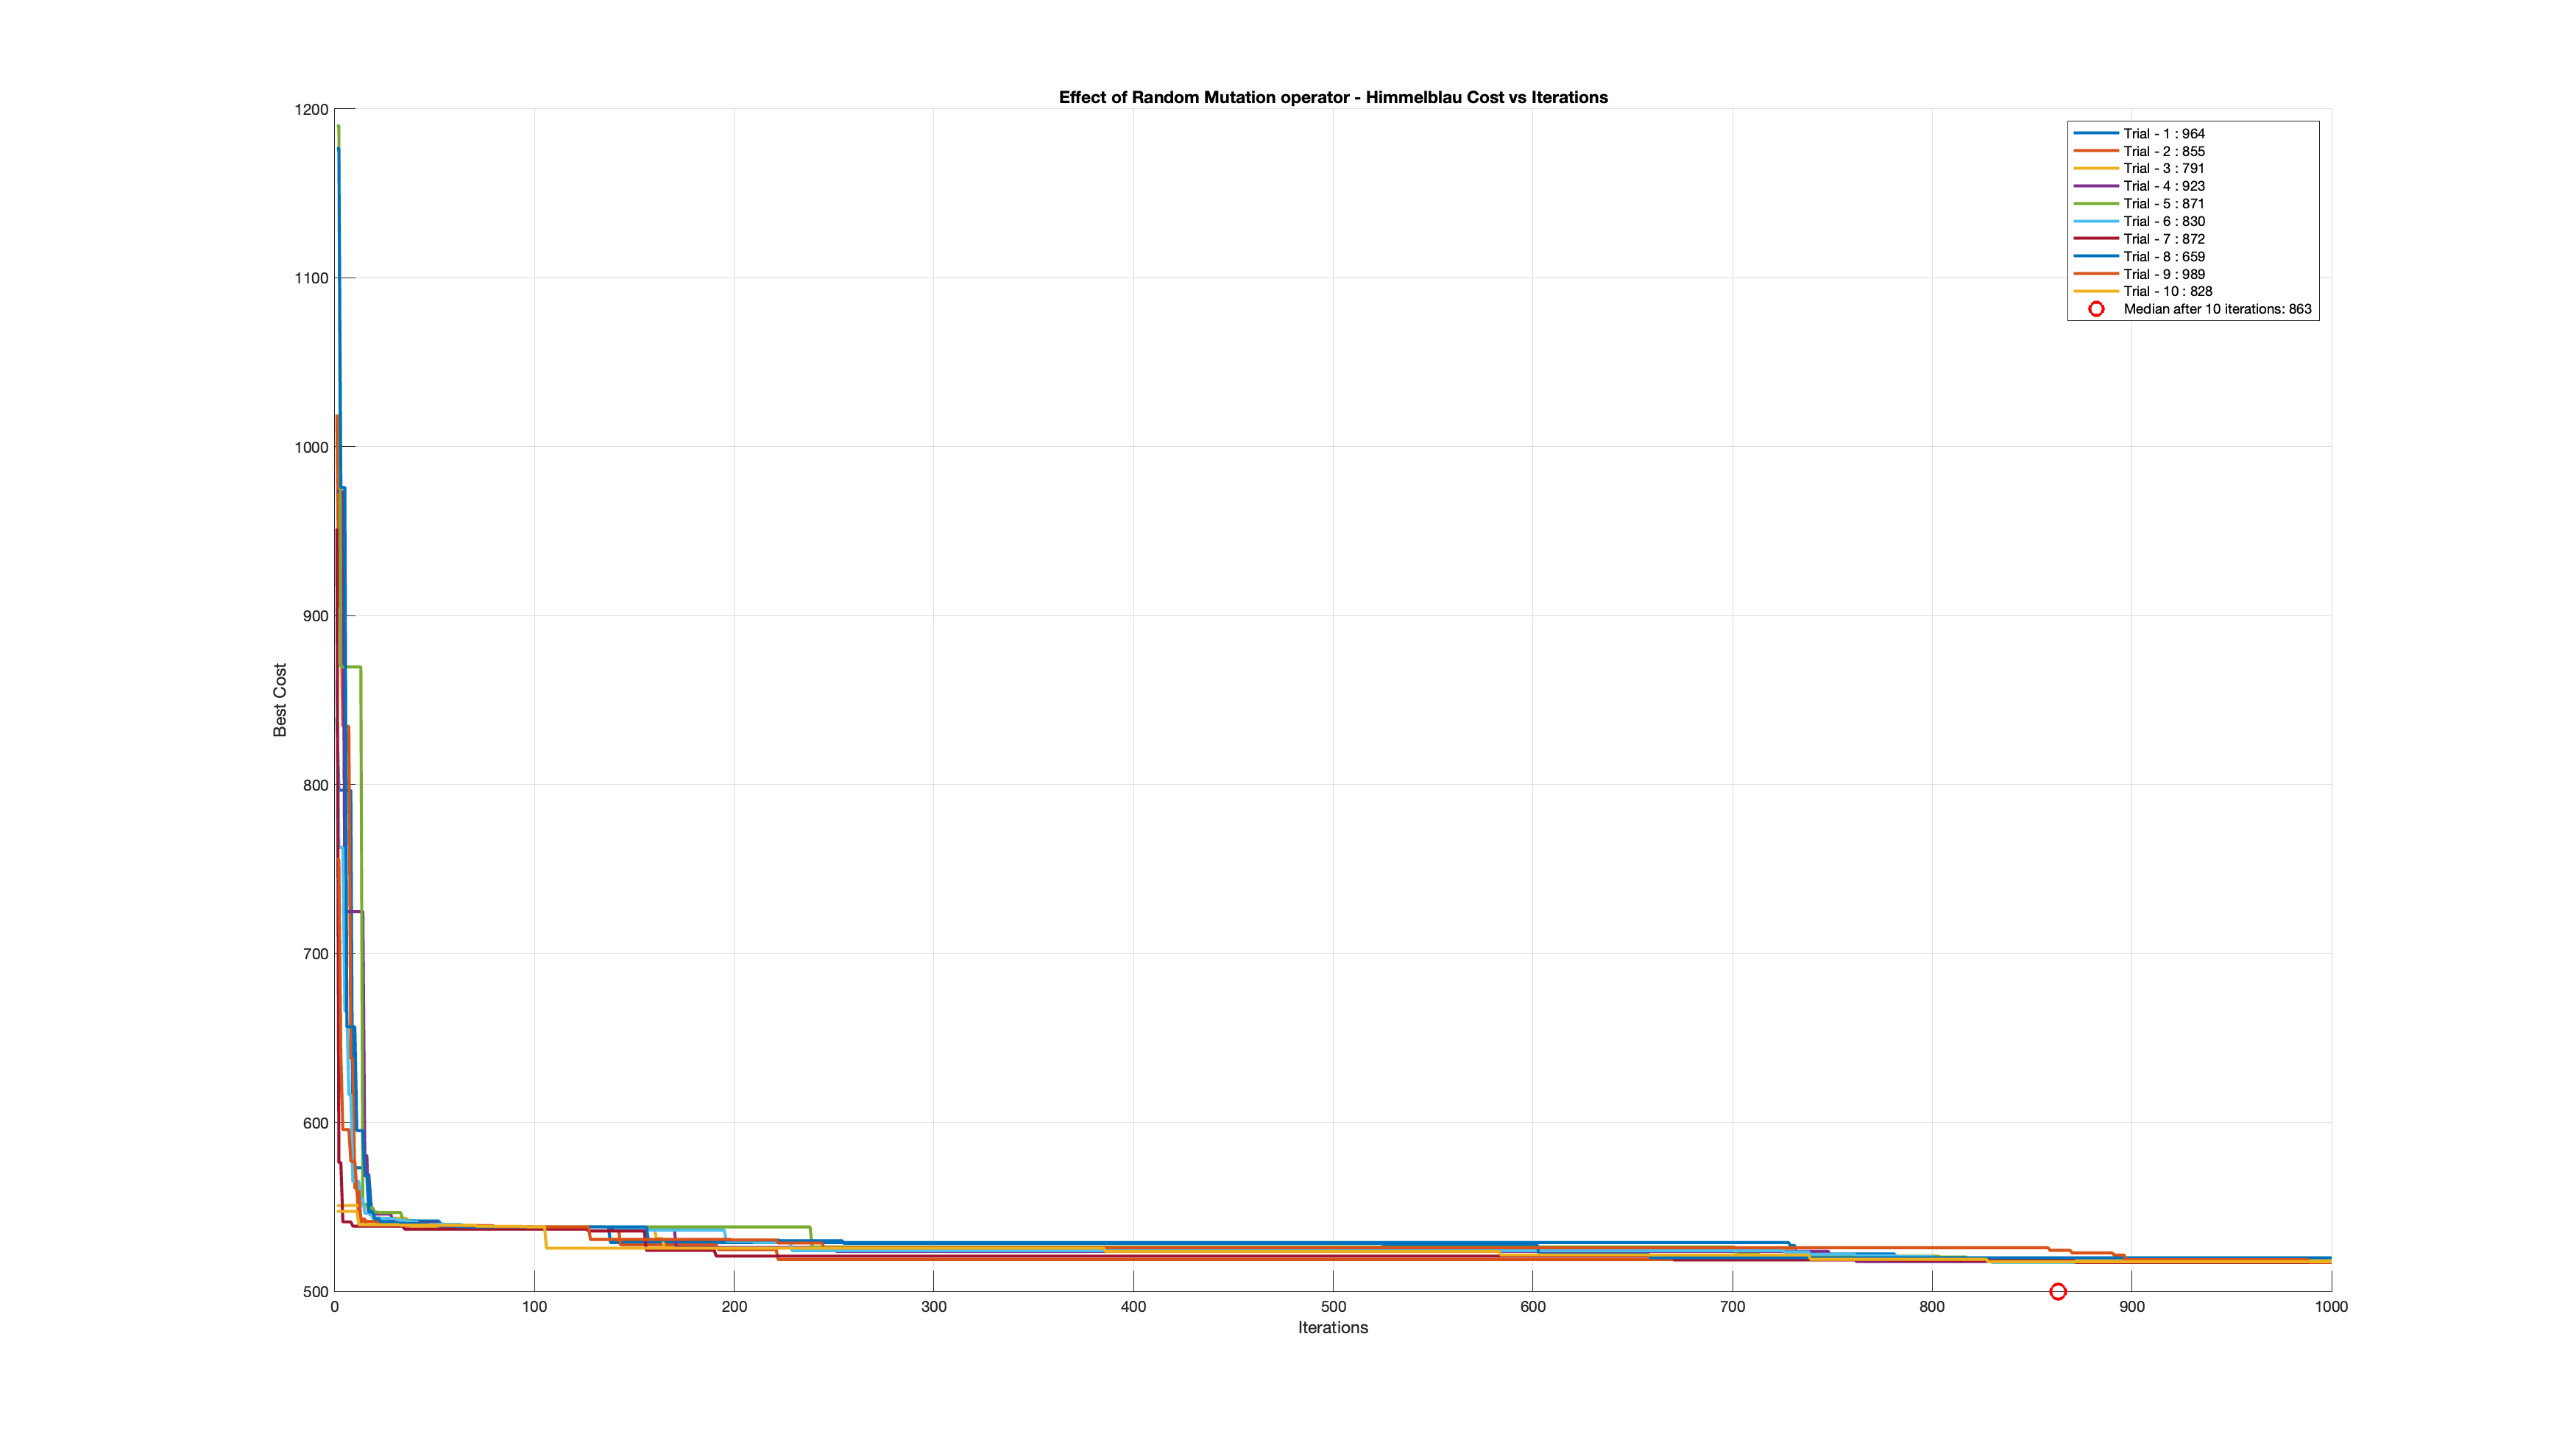 Effect of Random Mutation operator - Himmelblau Cost vs Iterations
1200
1100
1000
900
800
700
600
500
Best Cost
Trial - 1 : 964
Trial - 2 : 855
Trial - 3 : 791
Trial - 4 : 923
Trial - 5 : 871
Trial - 6 : 830
Trial - 7 : 872
Trial - 8 : 659
Trial - 9 : 989
Trial - 10 : 828
Median after 10 iterations: 863
0 100 200 300 400 500 600 700 800 900 1000
Iterations